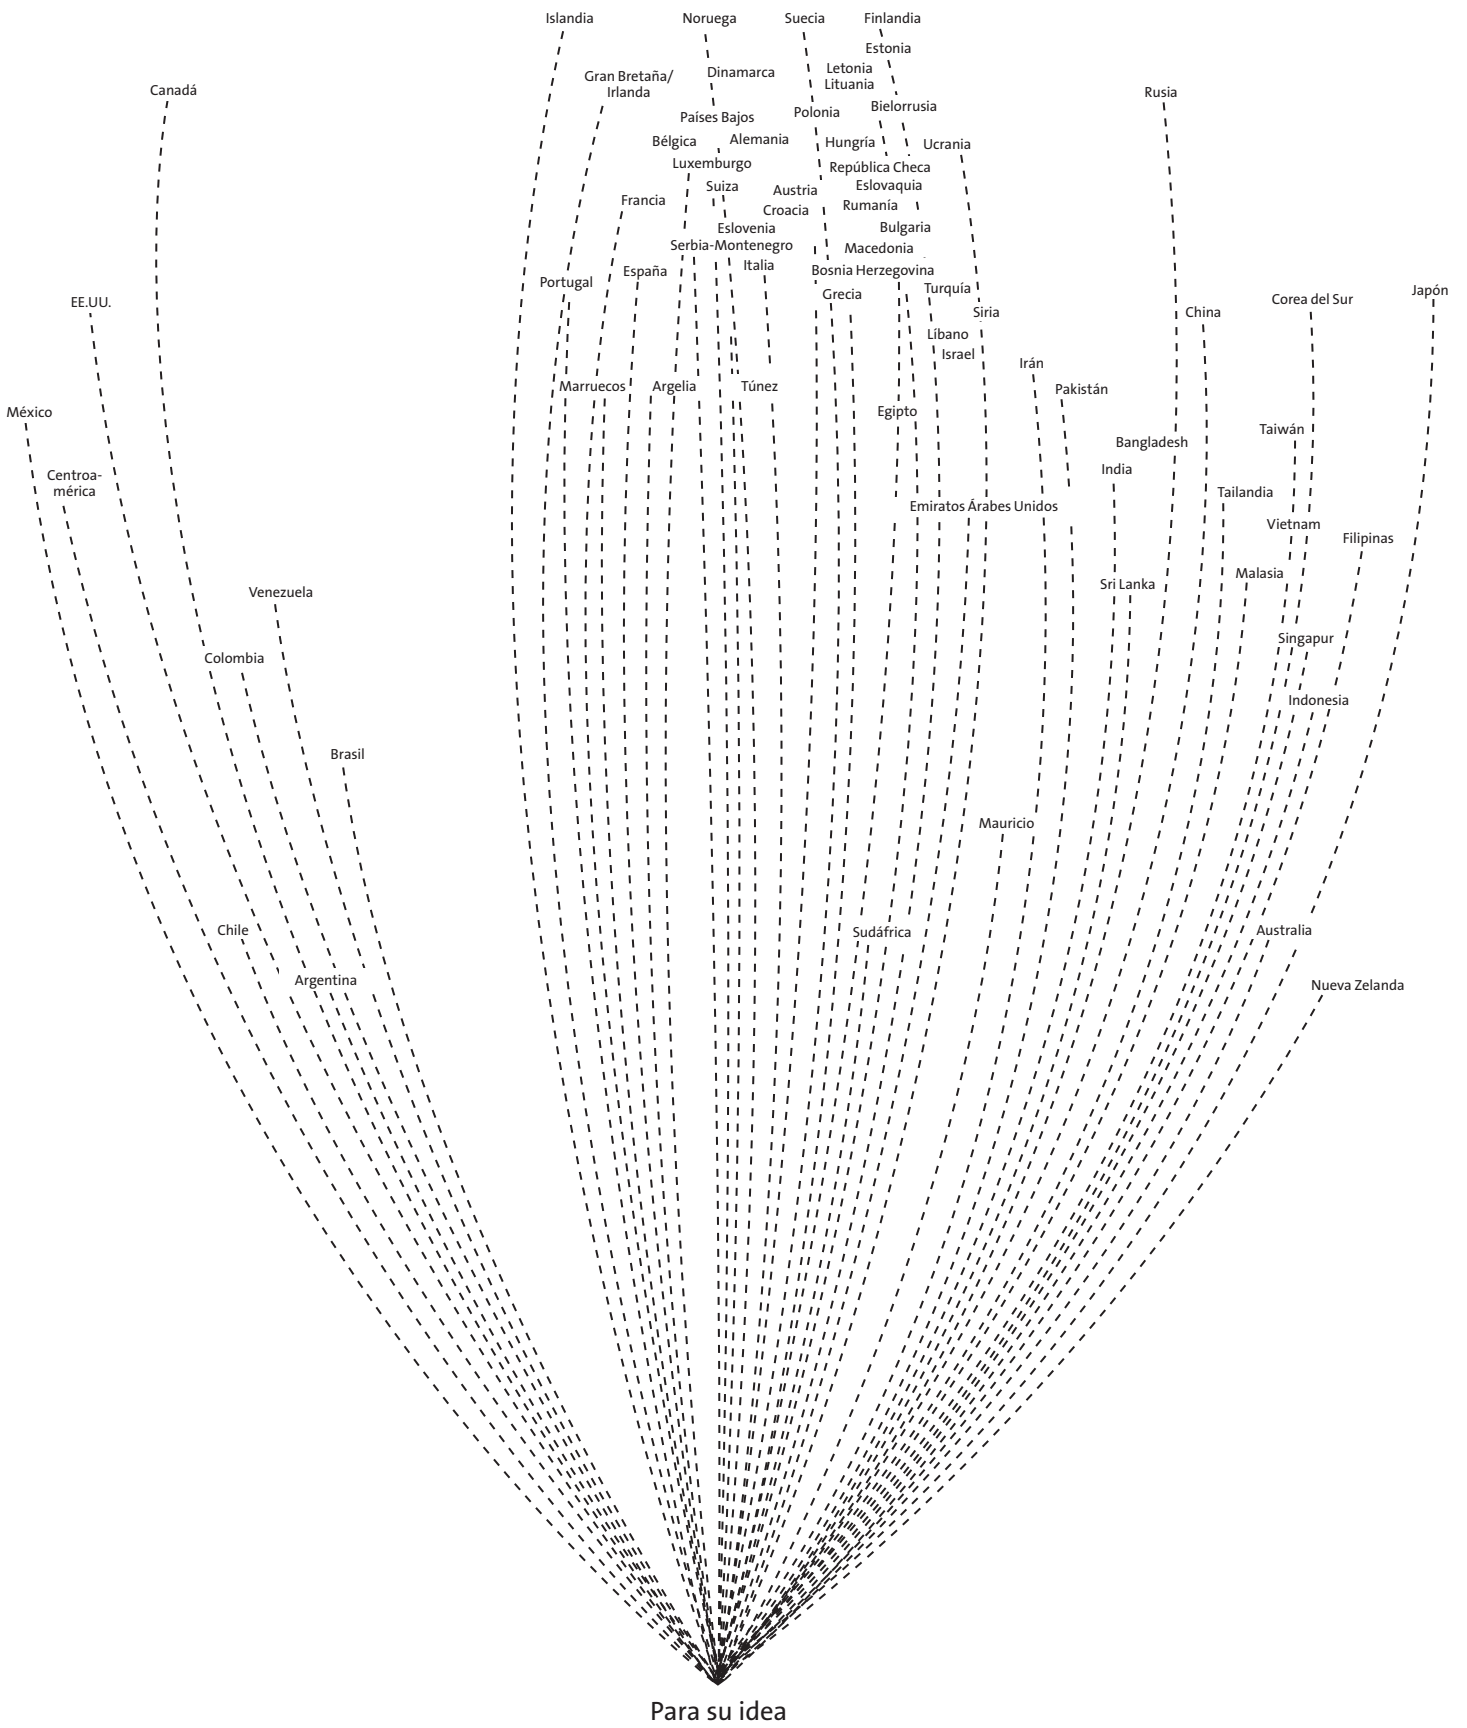 Islandia
Noruega
Suecia
Finlandia
Estonia
Letonia
Lituania
Gran Bretaña/
Irlanda
Dinamarca
Canadá
Rusia
Bielorrusia
Polonia
Países Bajos
Bélgica
Alemania
Hungría
Ucrania
Luxemburgo
República Checa
Suiza
Eslovaquia
Austria
Francia
Rumanía
Croacia
Eslovenia
Bulgaria
Serbia-Montenegro
Macedonia
Italia
España
Bosnia Herzegovina
Portugal
Grecia
Turquía
Japón
EE.UU.
Corea del Sur
China
Siria
Líbano
Israel
Irán
Marruecos
Argelia
Túnez
Pakistán
México
Egipto
Taiwán
Bangladesh
India
Centroa-
mérica
Tailandia
Emiratos Árabes Unidos
Vietnam
Filipinas
Malasia
Sri Lanka
Venezuela
Singapur
Colombia
Indonesia
Brasil
Mauricio
Chile
Sudáfrica
Australia
Argentina
Nueva Zelanda
Para su idea